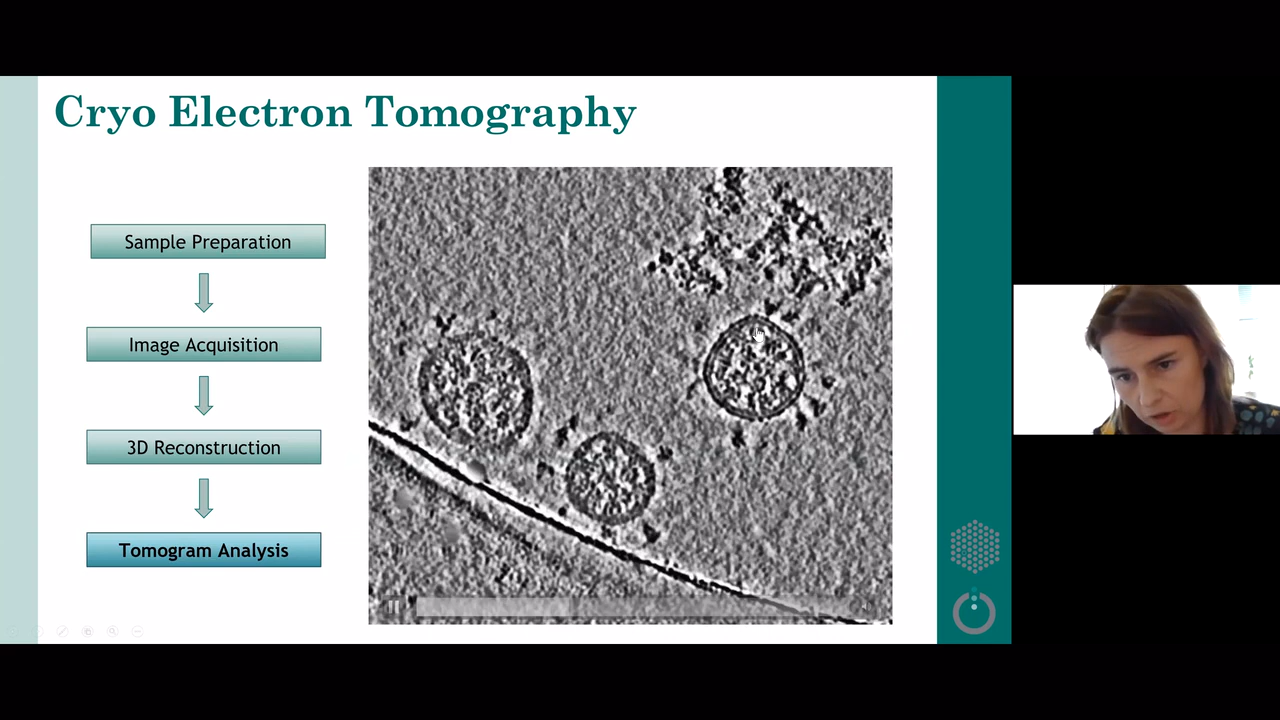 Cryo Electron Tomography
Sample Preparation
Image Acquisition
3D Reconstruction
Tomogram Analysis